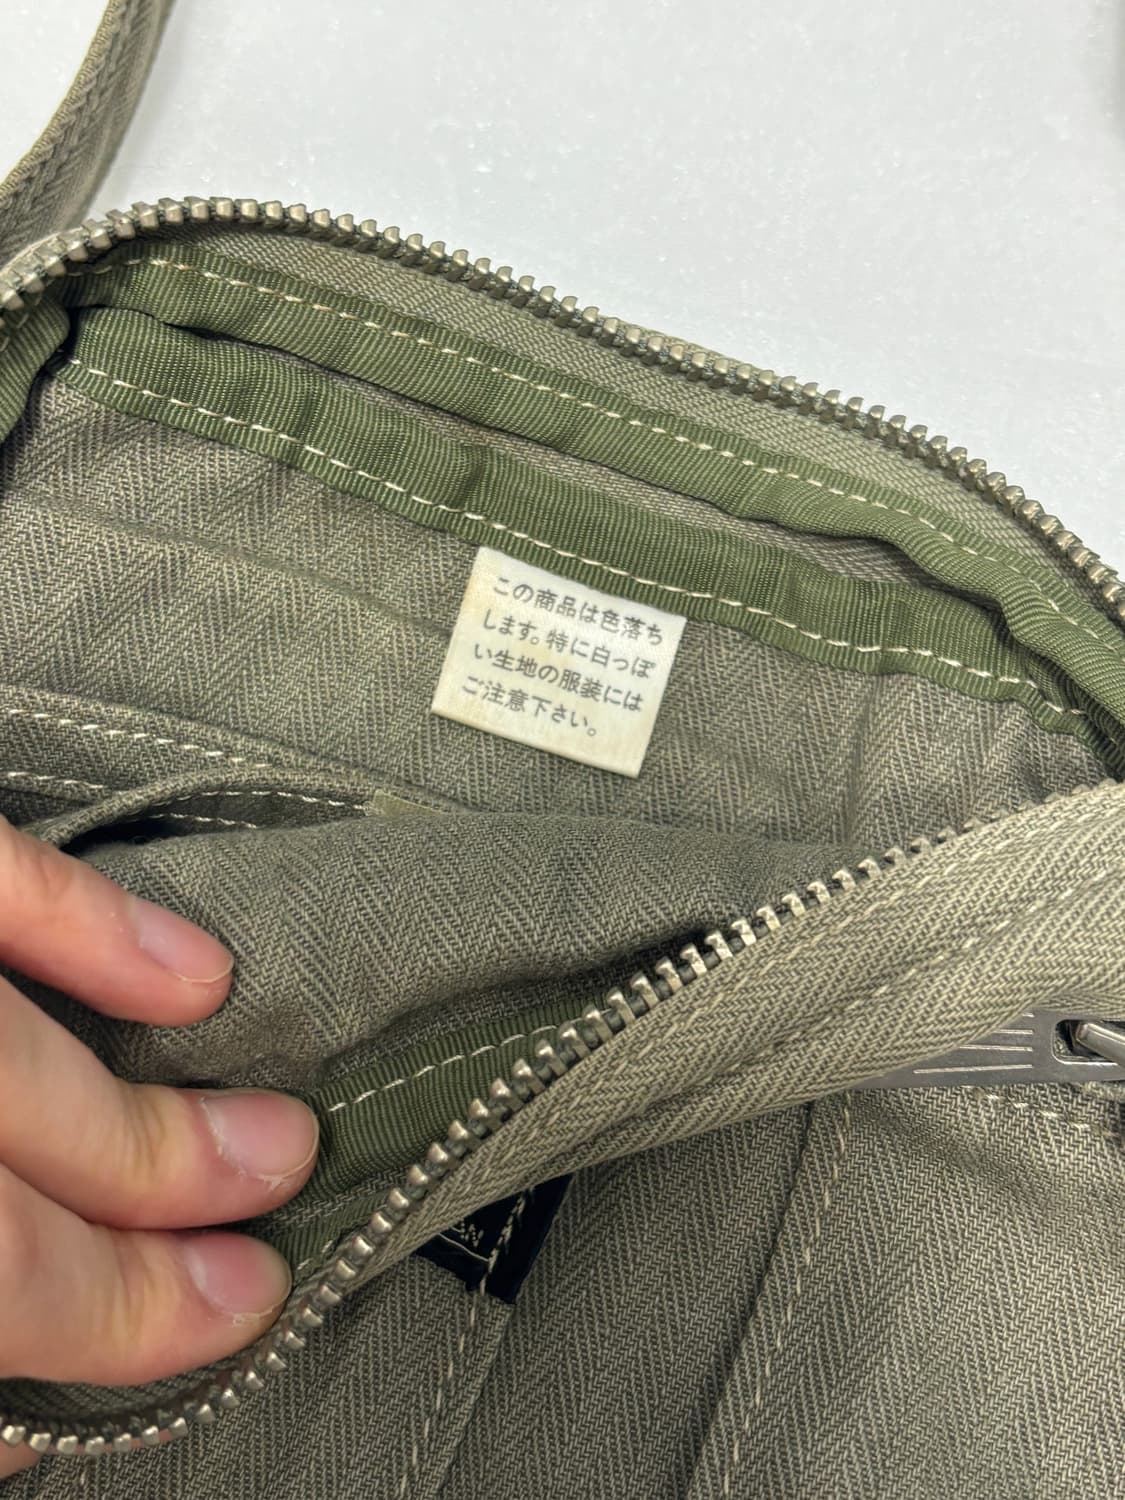 この商品は色落ち
します。特に白っぽ
い生地の服装には
ご注意下さい。